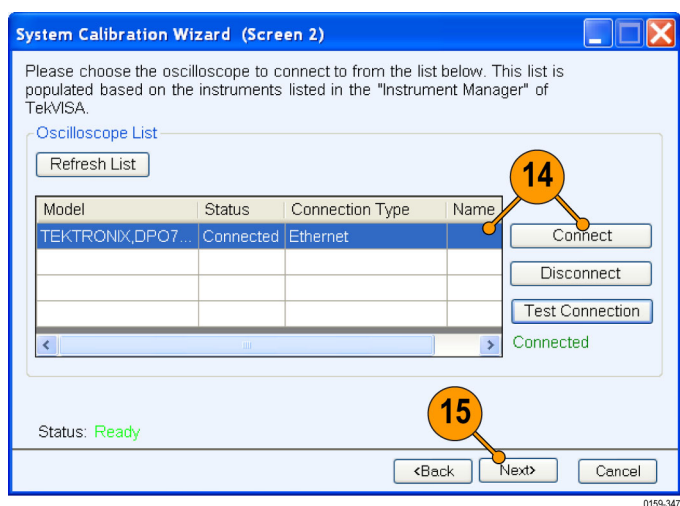 System Calibration Wizard (Screen 2)
Please choose the oscilloscope to connect to from the list below. This list is
populated based on the instruments listed in the "Instrument Manager" of
TekVISA.
Oscilloscope List
Refresh List
14
Model Status Connection Type Name
TEKTRONIX,DPO7... Connected Ethernet
Connect
Disconnect
Test Connection
Connected
15
Status: Ready
<Back Next> Cancel
0159-347